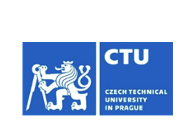 CTU
CZECH TECHNICAL
UNIVERSITY
IN PRAGUE